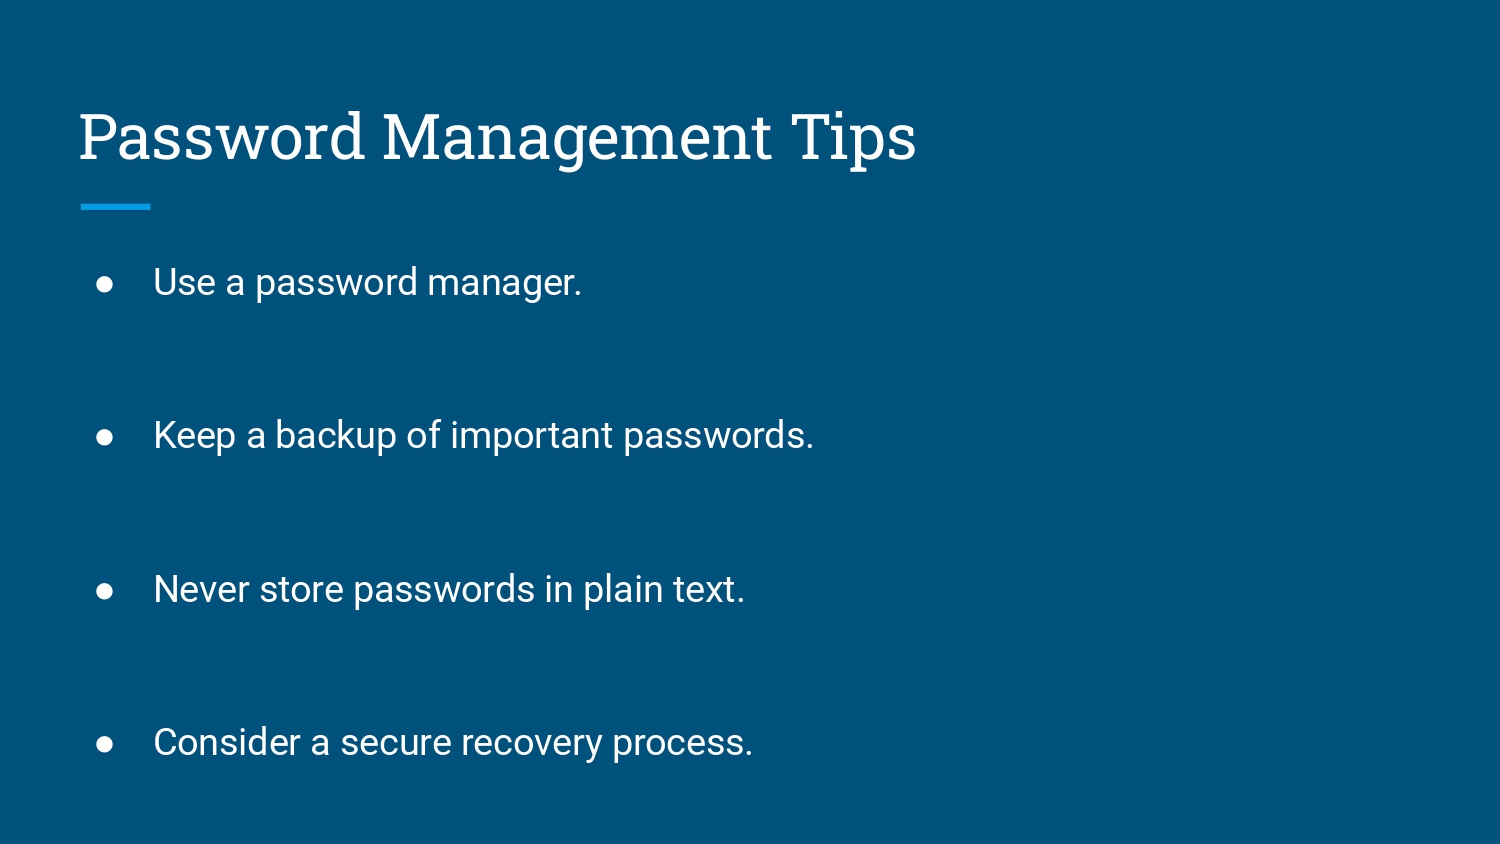 Password Management Tips
● Use a password manager.
● Keep a backup of important passwords.
● Never store passwords in plain text.
● Consider a secure recovery process.